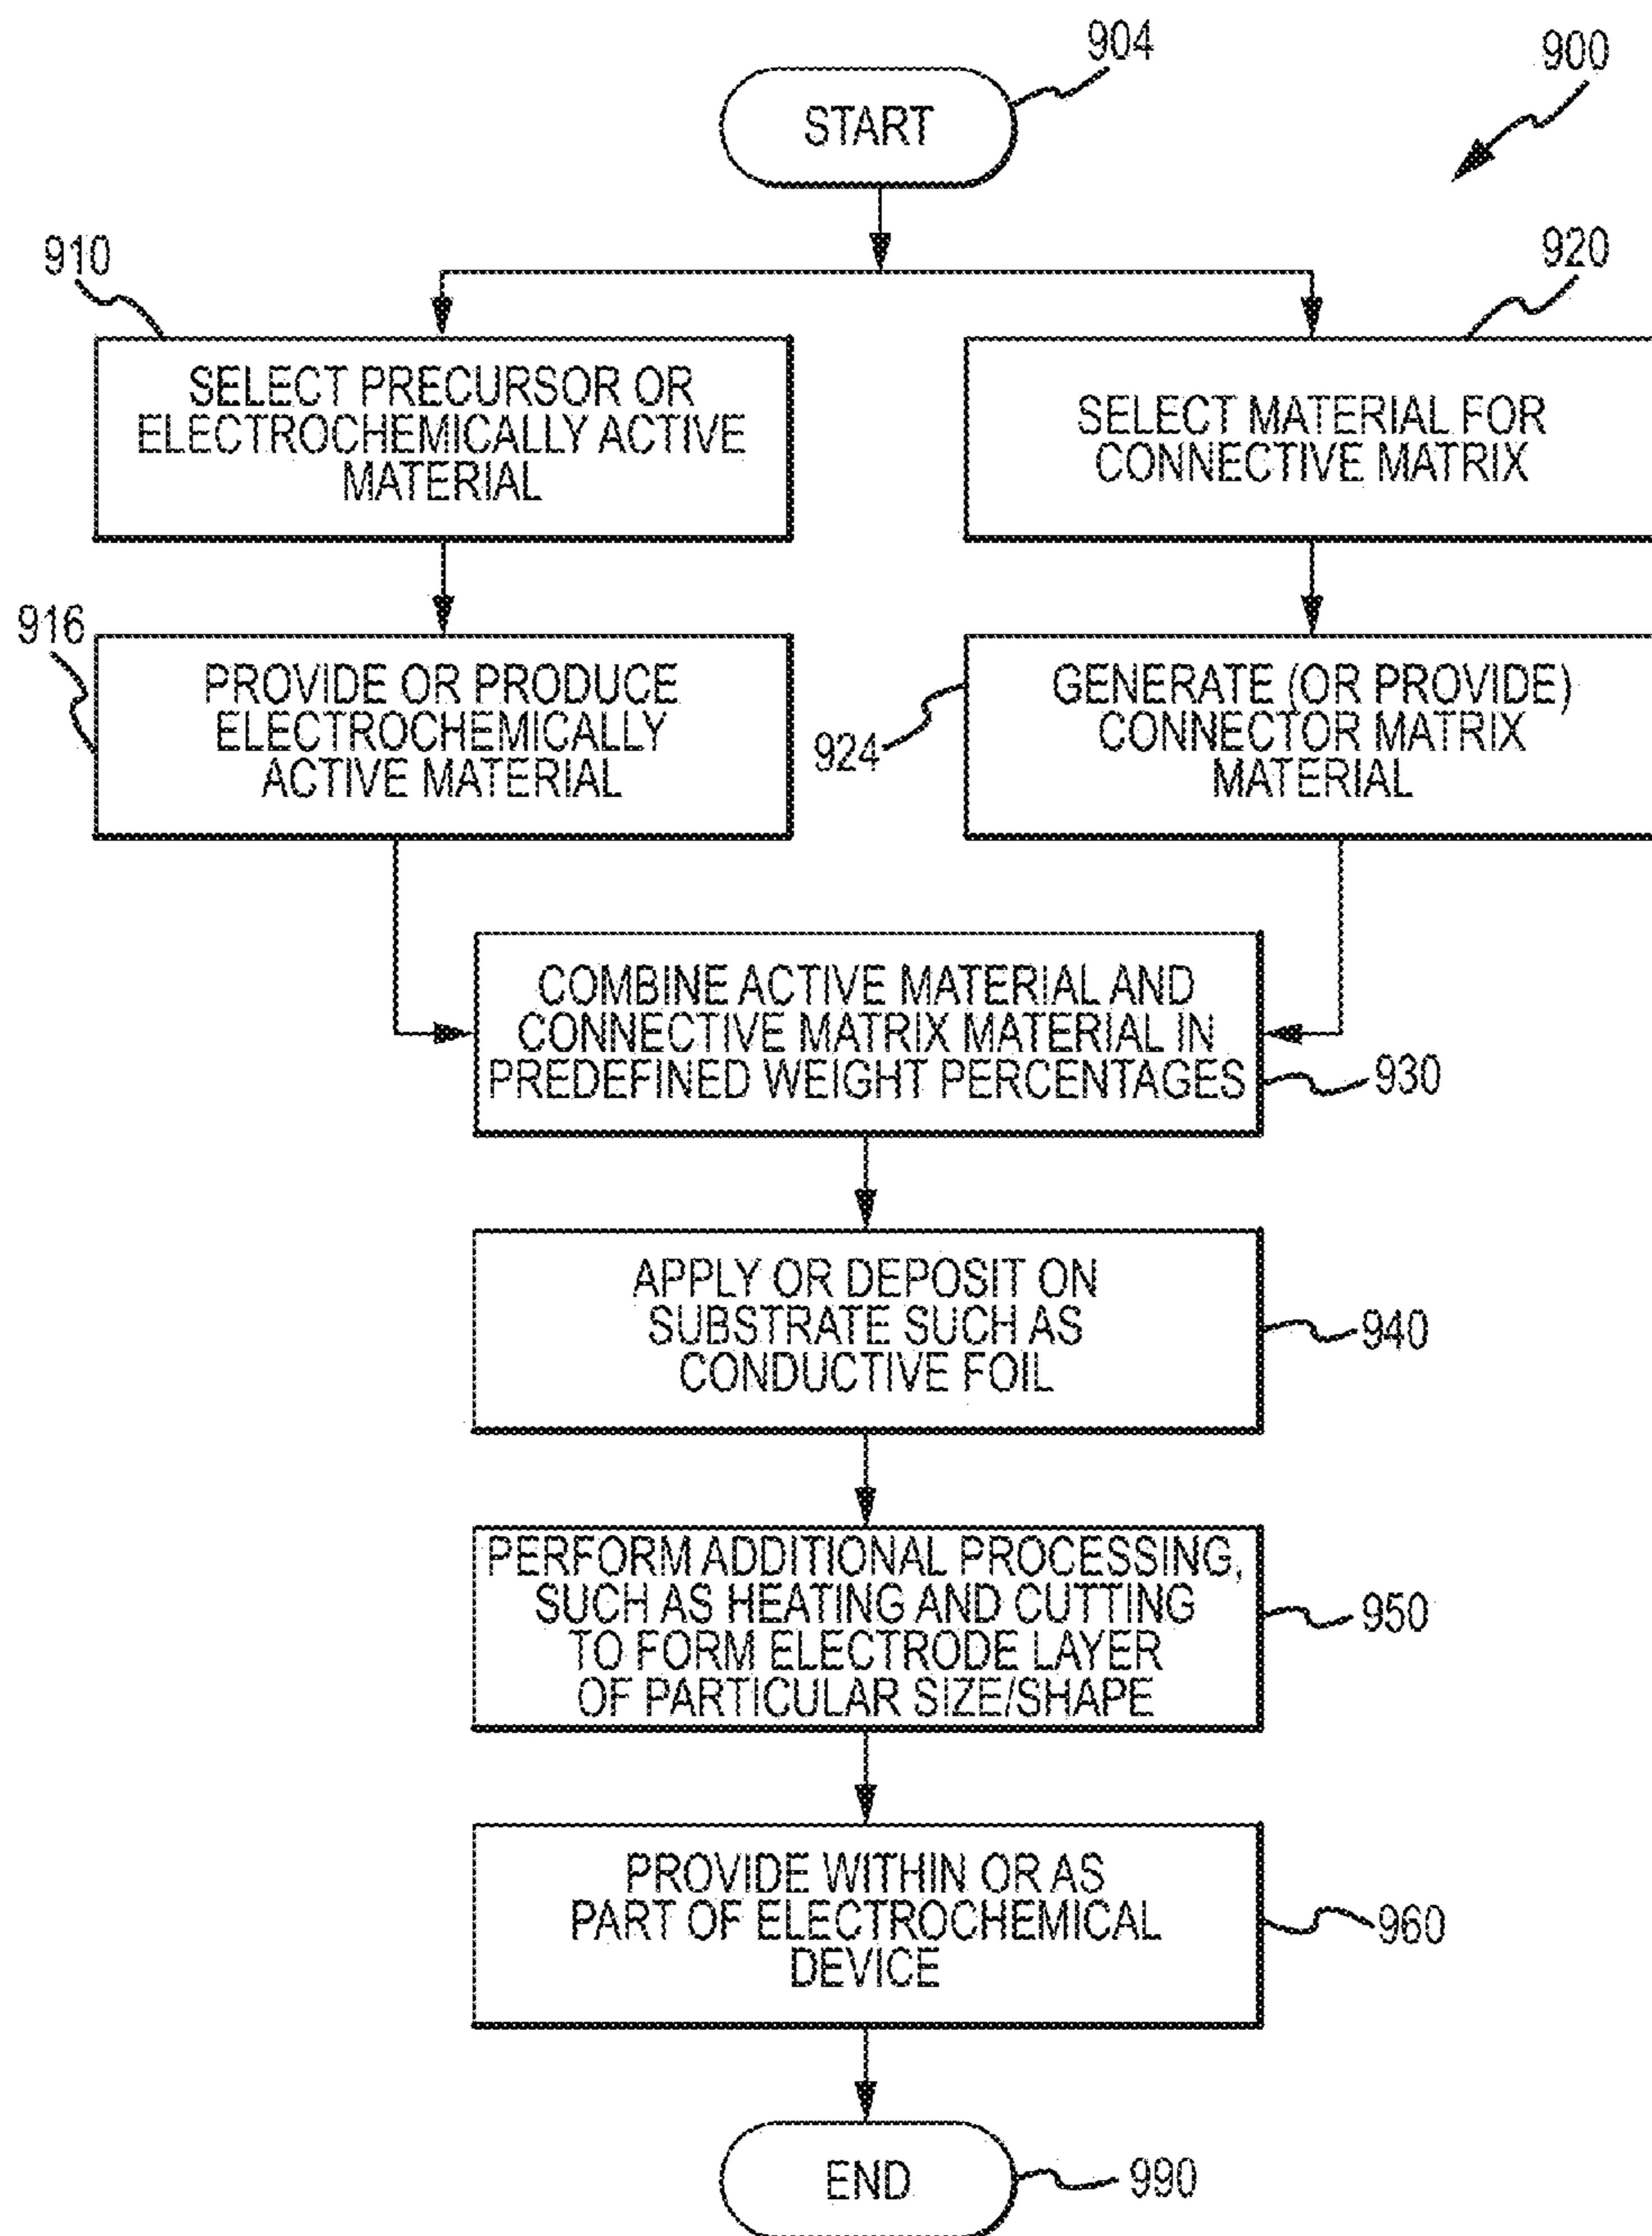 904
900
START
910
920
SELECT PRECURSOR OR
ELECTROCHEMICALLY ACTIVE
MATERIAL
SELECT MATERIAL FOR
CONNECTIVE MATRIX
916
PROVIDE OR PRODUCE
ELECTROCHEMICALLY
ACTIVE MATERIAL
924
GENERATE (OR PROVIDE)
CONNECTOR MATRIX
MATERIAL
COMBINE ACTIVE MATERIAL AND
CONNECTIVE MATRIX MATERIAL IN
PREDEFINED WEIGHT PERCENTAGES
930
APPLY OR DEPOSIT ON
SUBSTRATE SUCH AS
CONDUCTIVE FOIL
940
PERFORM ADDITIONAL PROCESSING,
SUCH AS HEATING AND CUTTING
TO FORM ELECTRODE LAYER
OF PARTICULAR SIZE/SHAPE
950
PROVIDE WITHIN OR AS
PART OF ELECTROCHEMICAL
DEVICE
960
END
990